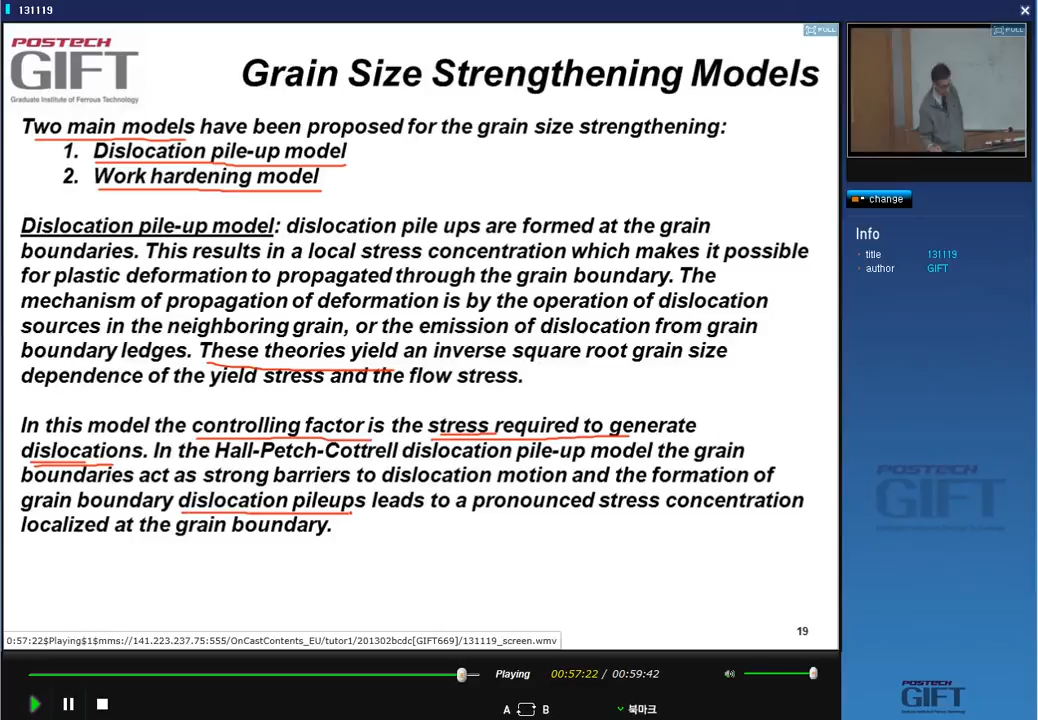 131119
POSTECH
GIFT
Graduate Institute of Ferrous Technology
FULL
FULL
Grain Size Strengthening Models
Two main models have been proposed for the grain size strengthening:
1. Dislocation pile-up model
2. Work hardening model
Dislocation pile-up model: dislocation pile ups are formed at the grain
boundaries. This results in a local stress concentration which makes it possible
for plastic deformation to propagated through the grain boundary. The
mechanism of propagation of deformation is by the operation of dislocation
sources in the neighboring grain, or the emission of dislocation from grain
boundary ledges. These theories yield an inverse square root grain size
dependence of the yield stress and the flow stress.
In this model the controlling factor is the stress required to generate
dislocations. In the Hall-Petch-Cottrell dislocation pile-up model the grain
boundaries act as strong barriers to dislocation motion and the formation of
grain boundary dislocation pileups leads to a pronounced stress concentration
localized at the grain boundary.
19
0:57:22$Playing$1$mms://141.223.237.75:555/OnCastContents_EU/tutor1/201302bcdc[GIFT669]/131119_screen.wmv
Playing
00:57:22 / 00:59:42
A B
북마크
change
Info
title 131119
author GIFT
POSTECH
GIFT
POSTECH
GIFT